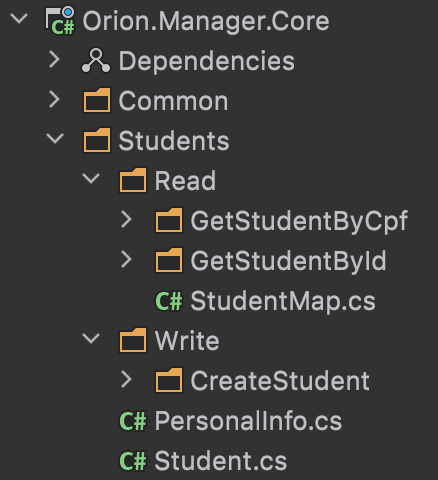 C# Orion.Manager.Core
Dependencies
Common
Students
Read
GetStudentByCpf
GetStudentById
C# StudentMap.cs
Write
CreateStudent
C# PersonalInfo.cs
C# Student.cs